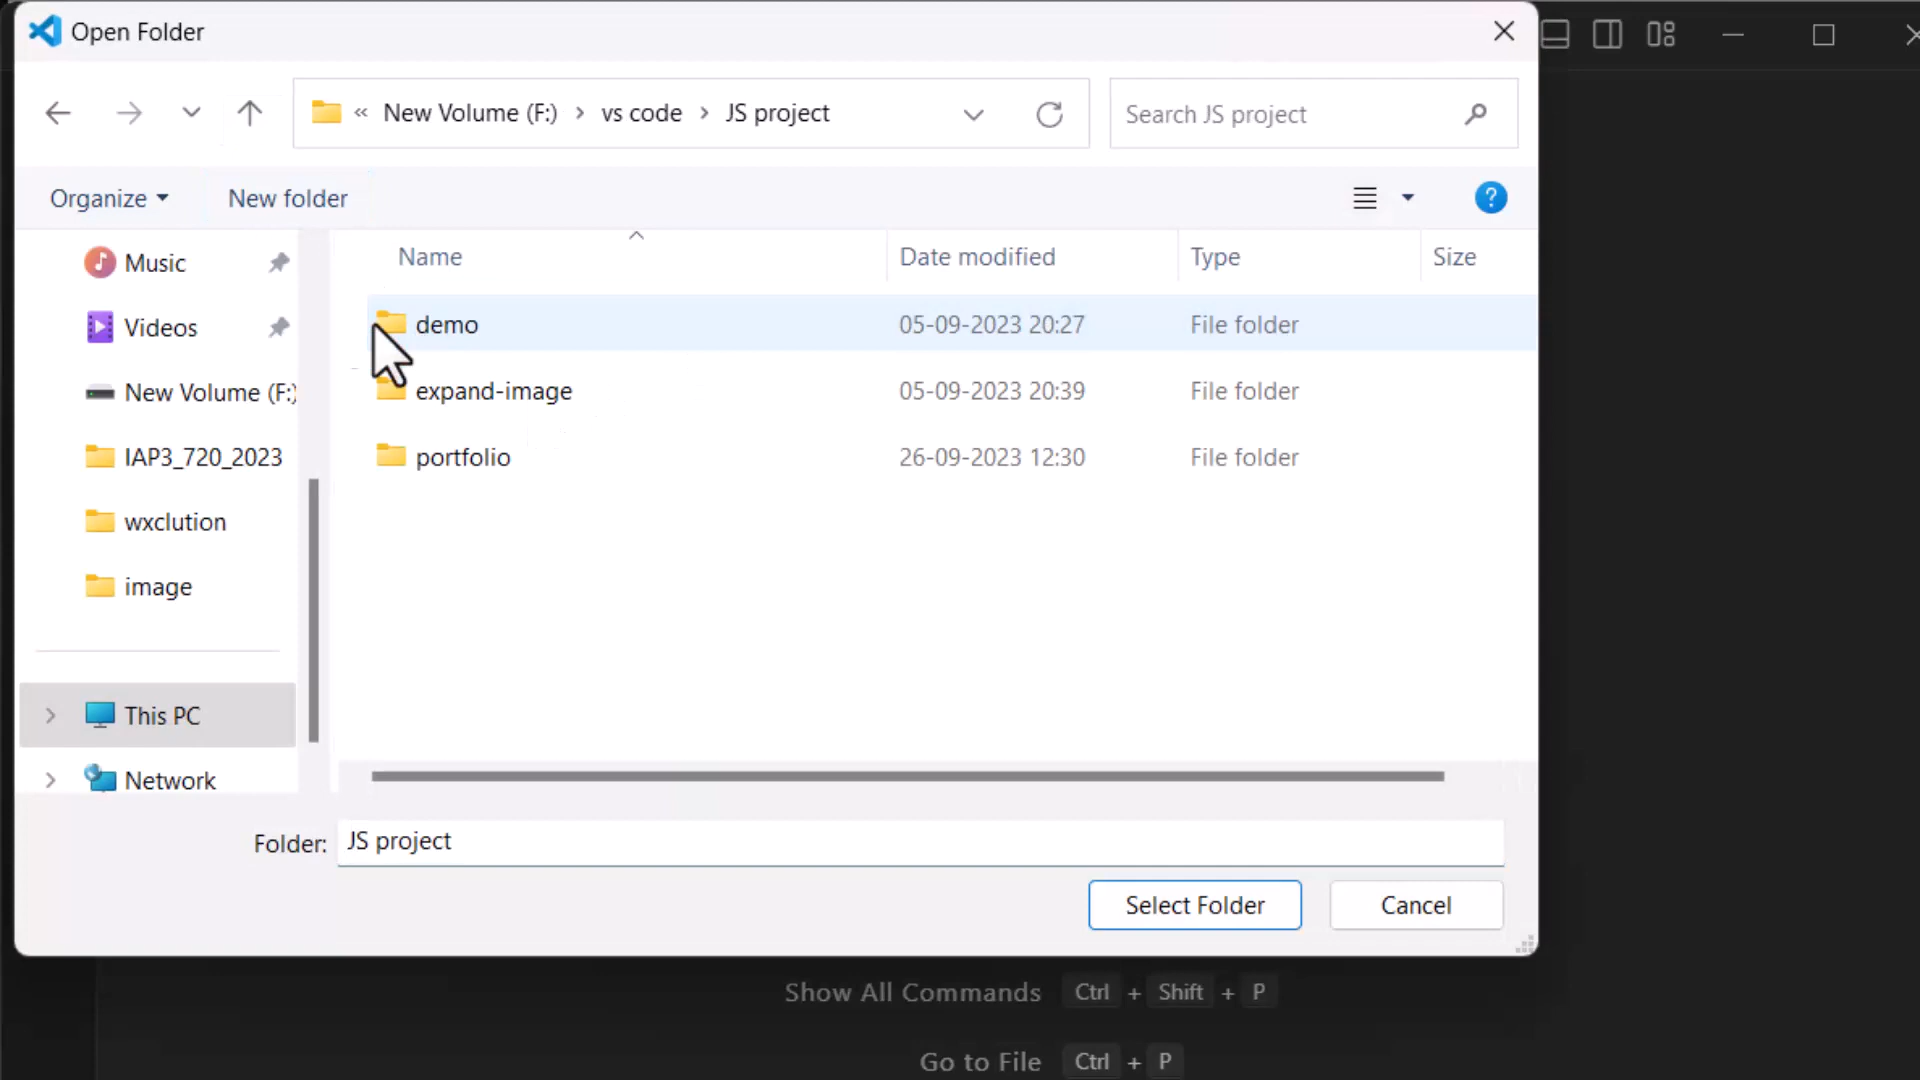 Open Folder
« New Volume (F:) › vs code › JS project
Search JS project
Organize
New folder
?
Name
Date modified
Type
Size
Music
Videos
New Volume (F:)
IAP3_720_2023
wxclution
image
This PC
Network
demo 05-09-2023 20:27 File folder
expand-image 05-09-2023 20:39 File folder
portfolio 26-09-2023 12:30 File folder
Folder: JS project
Select Folder
Cancel
Show All Commands Ctrl + Shift + P
Go to File Ctrl + P